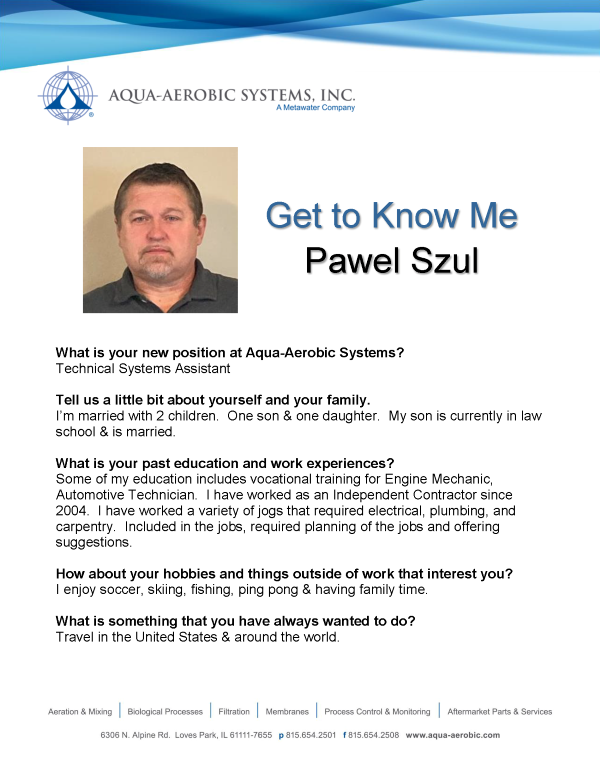 AQUA-AEROBIC SYSTEMS, INC.
A Metawater Company
®
Get to Know Me
Pawel Szul
What is your new position at Aqua-Aerobic Systems?
Technical Systems Assistant
Tell us a little bit about yourself and your family.
I'm married with 2 children.  One son & one daughter.  My son is currently in law
school & is married.
What is your past education and work experiences?
Some of my education includes vocational training for Engine Mechanic,
Automotive Technician.  I have worked as an Independent Contractor since
2004.  I have worked a variety of jogs that required electrical, plumbing, and
carpentry.  Included in the jobs, required planning of the jobs and offering
suggestions.
How about your hobbies and things outside of work that interest you?
I enjoy soccer, skiing, fishing, ping pong & having family time.
What is something that you have always wanted to do?
Travel in the United States & around the world.
Aeration & Mixing | Biological Processes | Filtration | Membranes | Process Control & Monitoring | Aftermarket Parts & Services
6306 N. Alpine Rd.  Loves Park, IL 61111-7655  p 815.654.2501  f 815.654.2508  www.aqua-aerobic.com